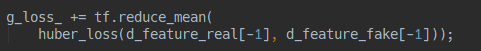 g_loss_ += tf.reduce_mean(
huber_loss(d_feature_real[-1], d_feature_fake[-1]));